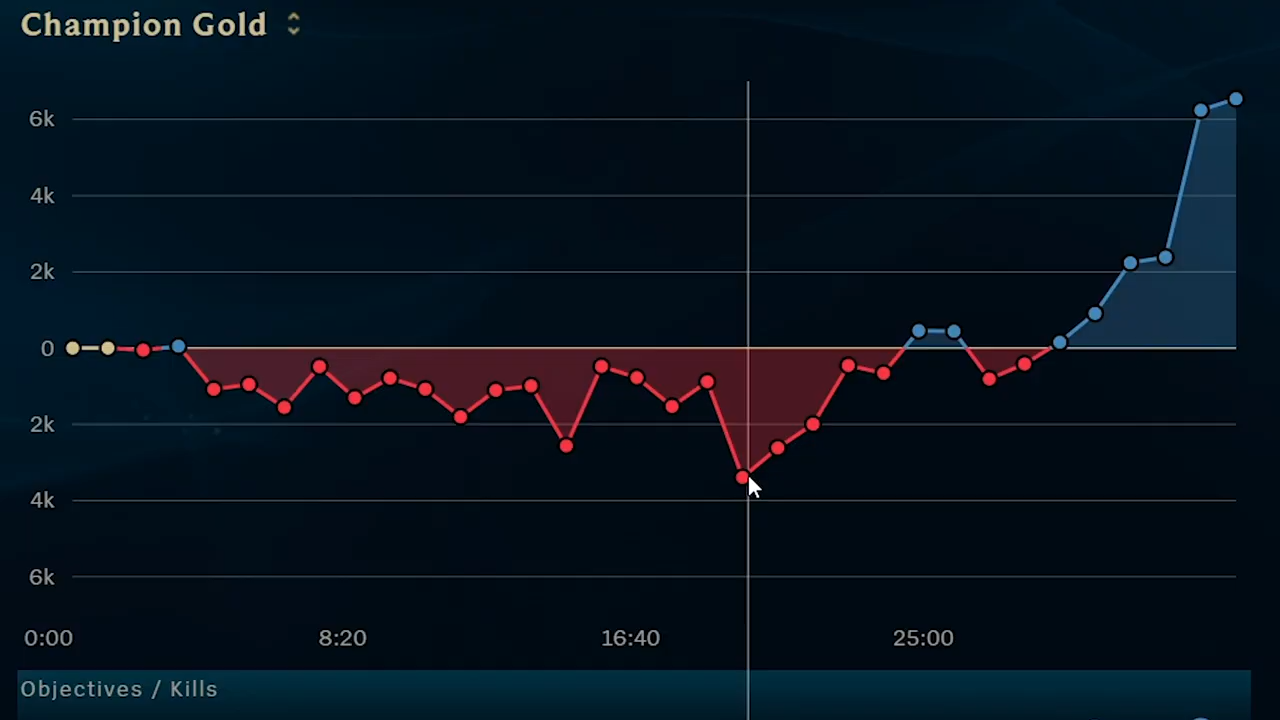 Champion Gold
6k
4k
2k
0
2k
4k
6k
0:00 8:20 16:40 25:00
Objectives / Kills